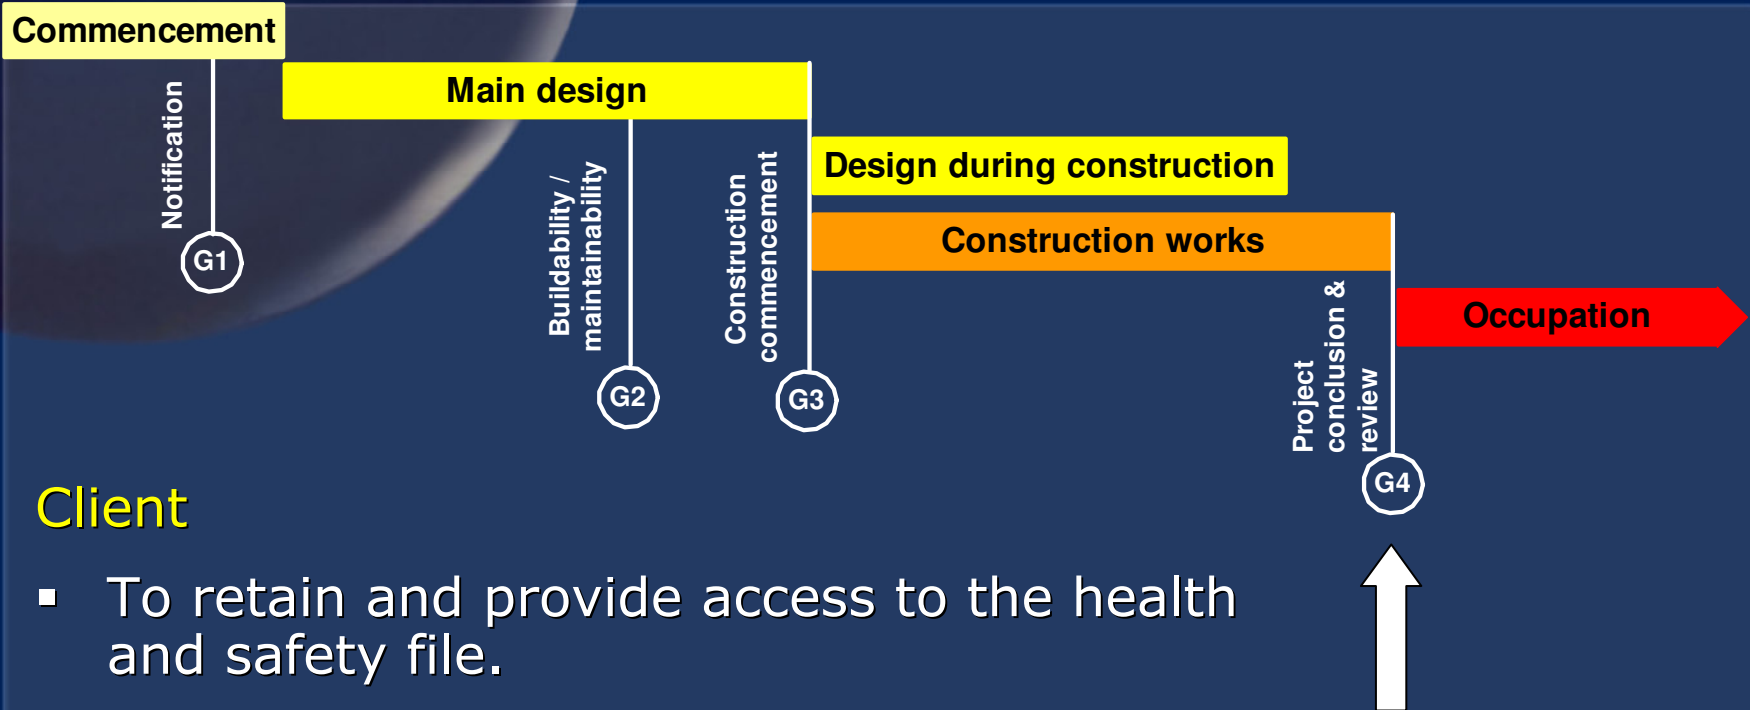 Commencement
Main design
Notification
Buildability /
maintainability
Construction
commencement
Design during construction
Construction works
Project
conclusion &
review
Occupation
G1
G2
G3
G4
Client
▪ To retain and provide access to the health
and safety file.